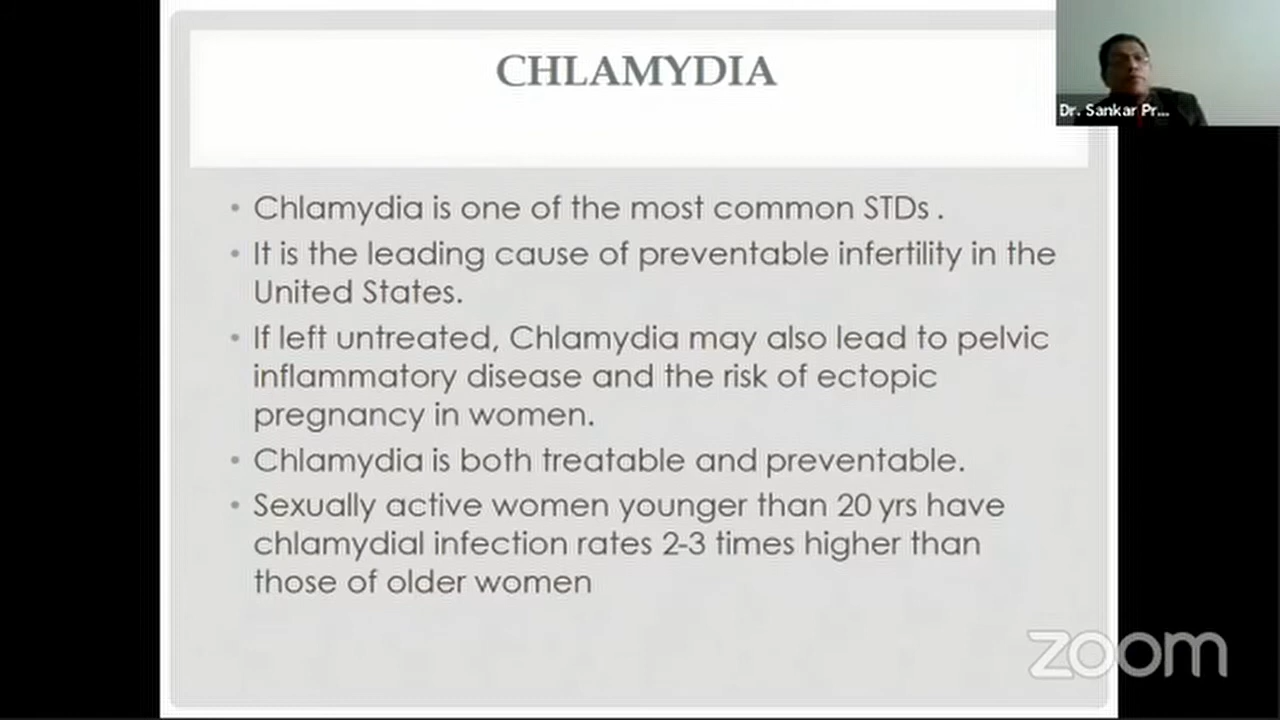 CHLAMYDIA
Dr. Sankar Pr...
• Chlamydia is one of the most common STDs .
• It is the leading cause of preventable infertility in the
United States.
• If left untreated, Chlamydia may also lead to pelvic
inflammatory disease and the risk of ectopic
pregnancy in women.
• Chlamydia is both treatable and preventable.
• Sexually active women younger than 20 yrs have
chlamydial infection rates 2-3 times higher than
those of older women
zoom